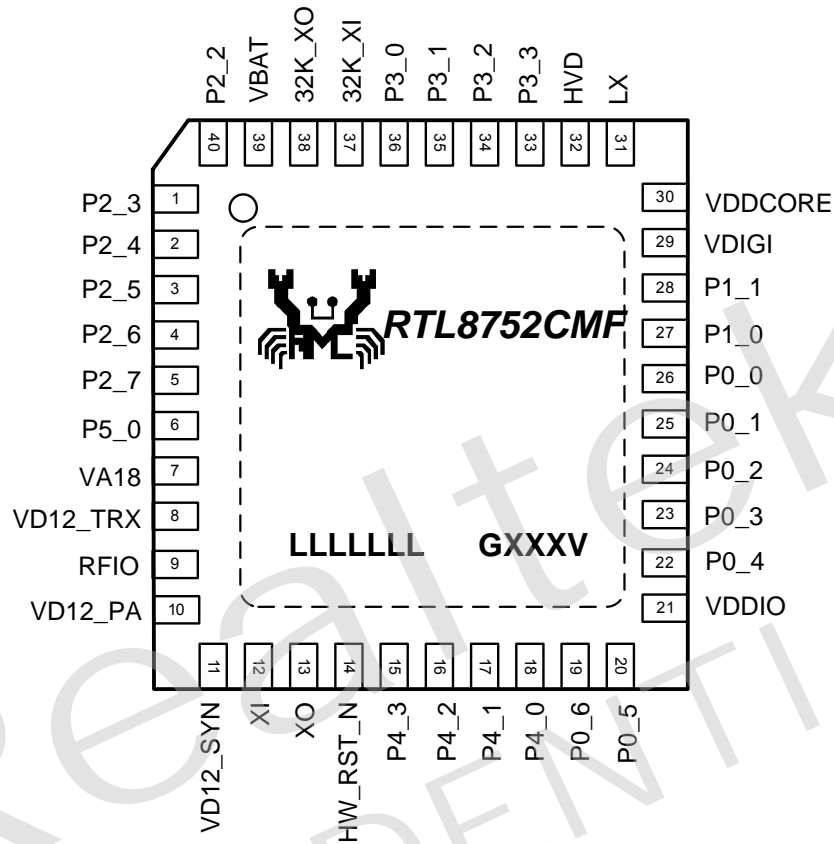 P2_2
VBAT
32K_XO
32K_XI
P3_0
P3_1
P3_2
P3_3
HVD
LX
40
39
38
37
36
35
34
33
32
31
P2_3 1
P2_4 2
P2_5 3
P2_6 4
P2_7 5
P5_0 6
VA18 7
VD12_TRX 8
RFIO 9
VD12_PA 10
RTL8752CMF
LLLLLLL GXXXV
30 VDDCORE
29 VDIGI
28 P1_1
27 P1_0
26 P0_0
25 P0_1
24 P0_2
23 P0_3
22 P0_4
21 VDDIO
11
12
13
14
15
16
17
18
19
20
VD12_SYN
XI
XO
HW_RST_N
P4_3
P4_2
P4_1
P4_0
P0_6
P0_5
Realtek
DENTI